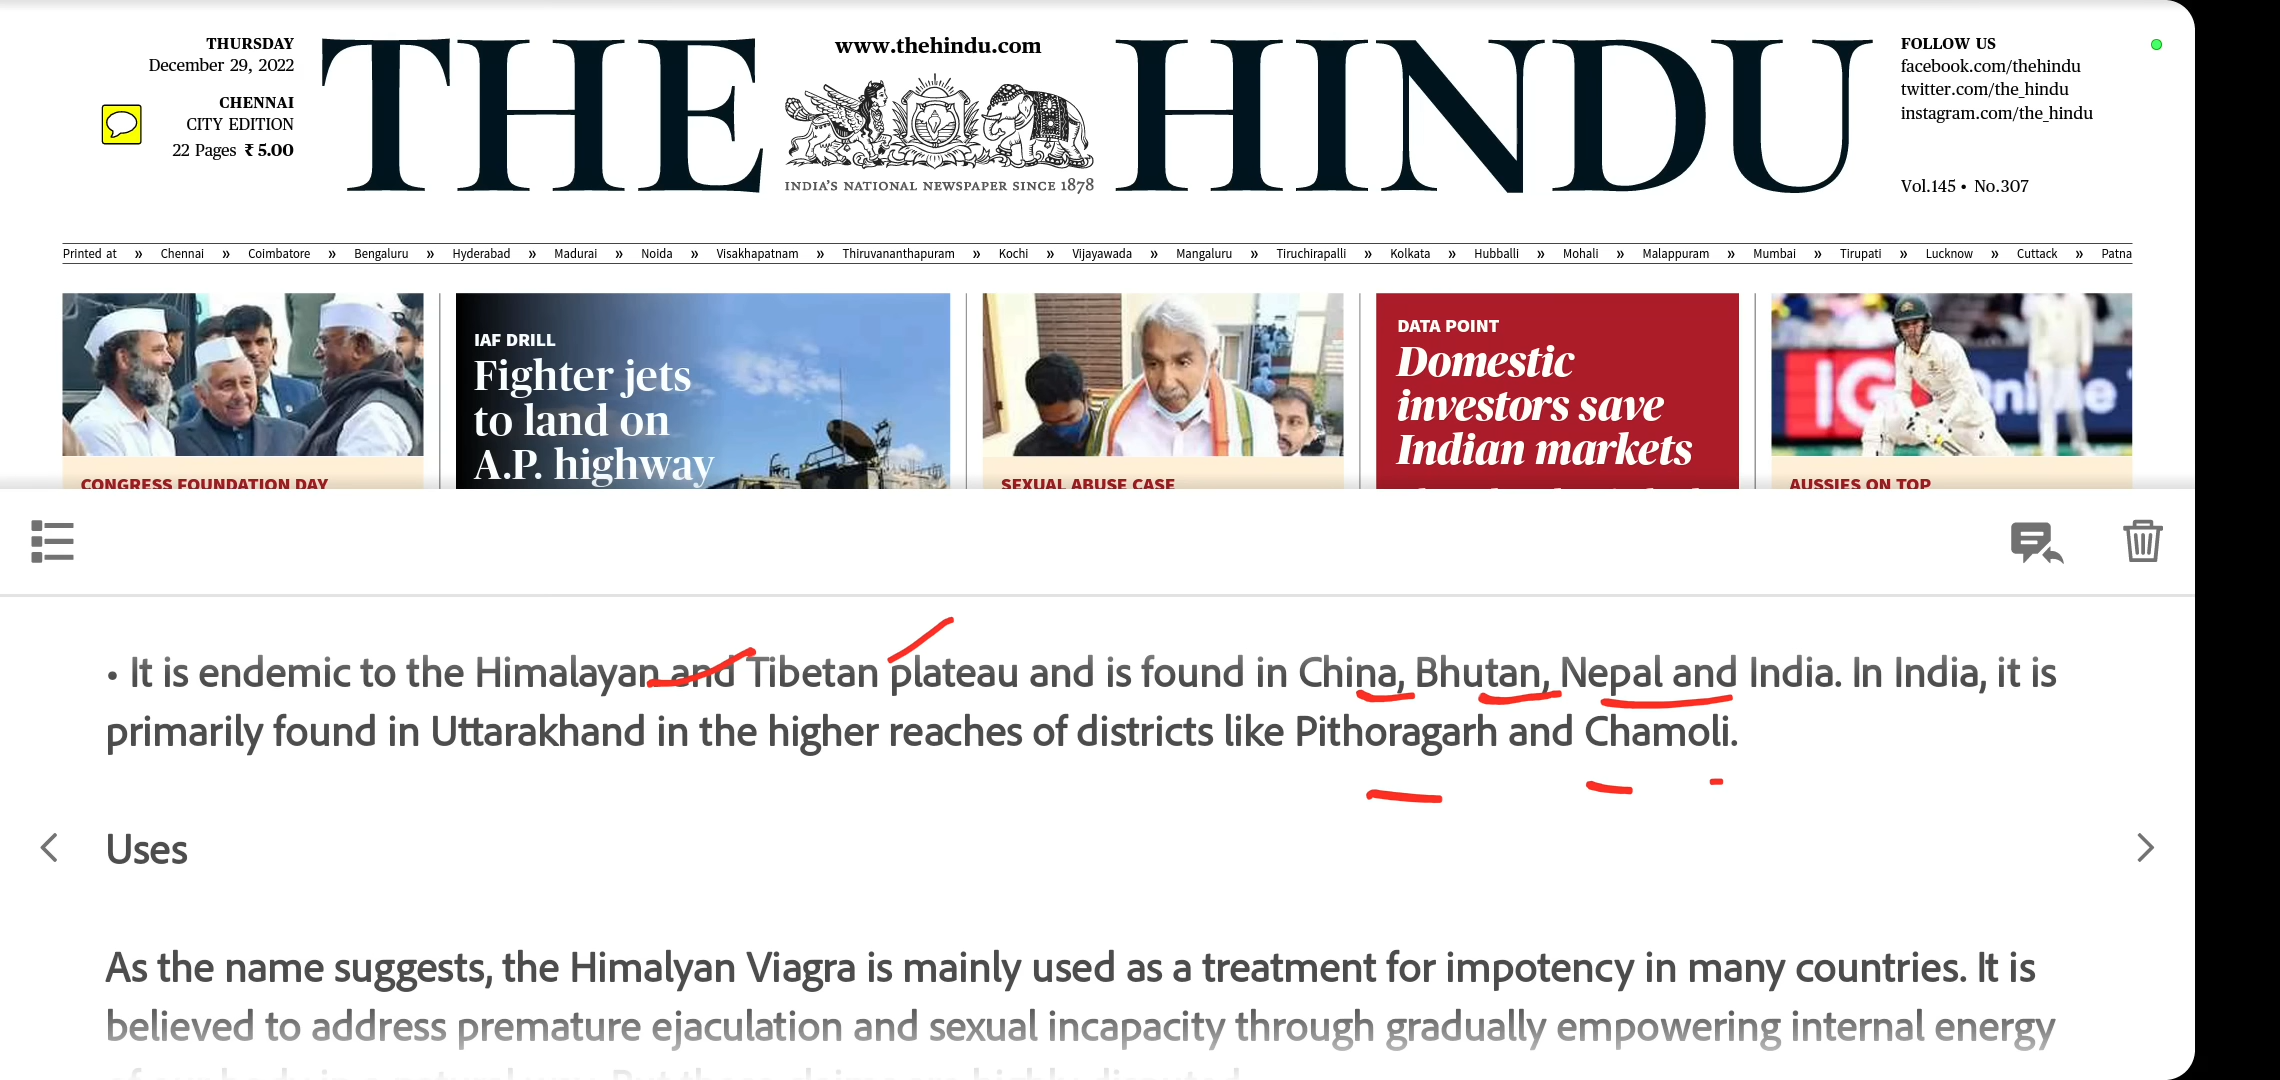 THURSDAY
December 29, 2022
CHENNAI
CITY EDITION
22 Pages ₹ 5.00
THE HINDU
www.thehindu.com
INDIA'S NATIONAL NEWSPAPER SINCE 1878
FOLLOW US
facebook.com/thehindu
twitter.com/the_hindu
instagram.com/the_hindu
Vol.145 • No.307
Printed at » Chennai » Coimbatore » Bengaluru » Hyderabad » Madurai » Noida » Visakhapatnam » Thiruvananthapuram » Kochi » Vijayawada » Mangaluru » Tiruchirapalli » Kolkata » Hubballi » Mohali » Malappuram » Mumbai » Tirupati » Lucknow » Cuttack » Patna
CONGRESS FOUNDATION DAY
IAF DRILL
Fighter jets
to land on
A.P. highway
SEXUAL ABUSE CASE
DATA POINT
Domestic
investors save
Indian markets
IG
AUSSIES ON TOP
• It is endemic to the Himalayan and Tibetan plateau and is found in China, Bhutan, Nepal and India. In India, it is
primarily found in Uttarakhand in the higher reaches of districts like Pithoragarh and Chamoli.
Uses
As the name suggests, the Himalyan Viagra is mainly used as a treatment for impotency in many countries. It is
believed to address premature ejaculation and sexual incapacity through gradually empowering internal energy